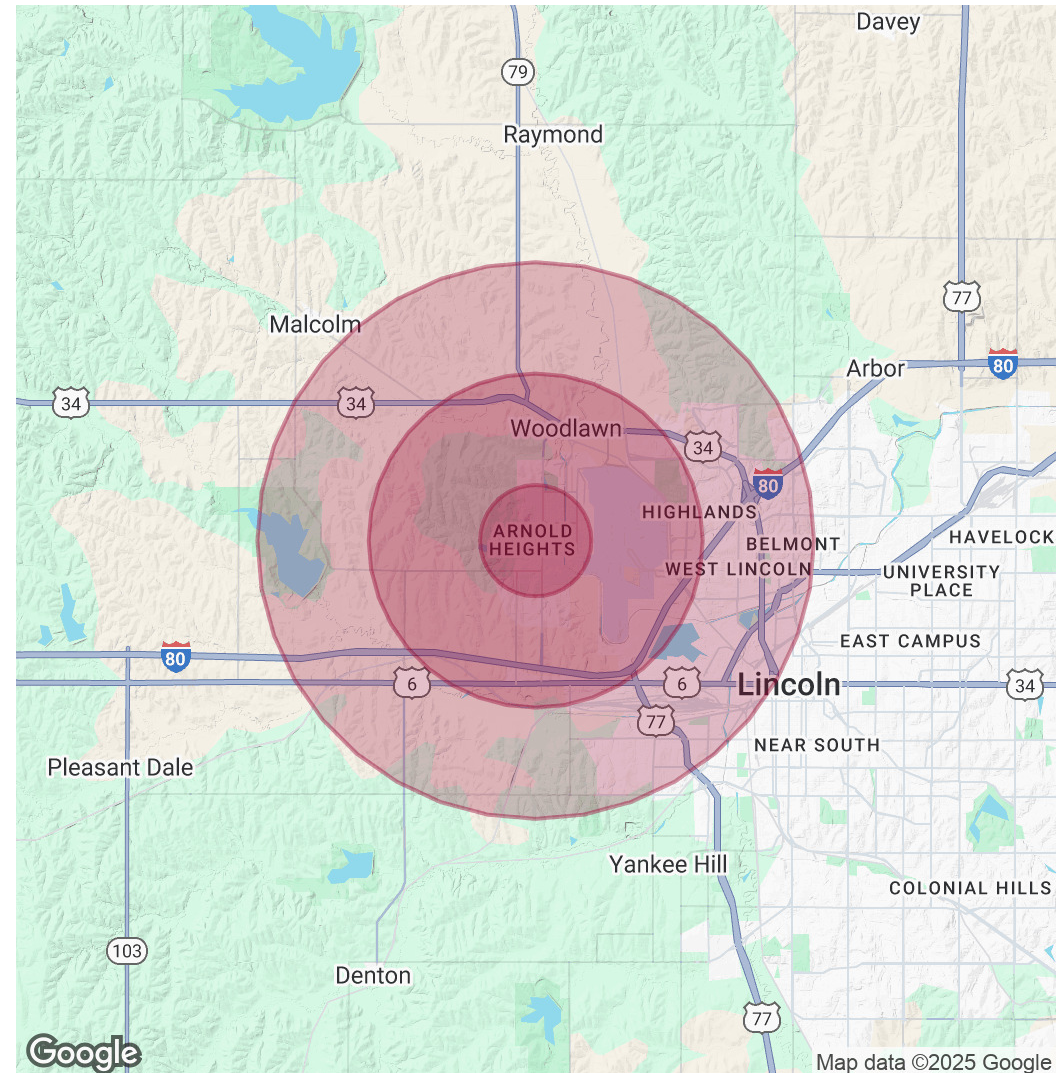 Davey
79
Raymond
77
Malcolm
Arbor
80
34
34
Woodlawn
34
80
HIGHLANDS
ARNOLD
HEIGHTS
BELMONT
HAVELOCK
WEST LINCOLN
UNIVERSITY
PLACE
EAST CAMPUS
80
6
6
Lincoln
34
77
NEAR SOUTH
Pleasant Dale
Yankee Hill
COLONIAL HILLS
103
Denton
77
Google
Map data ©2025 Google